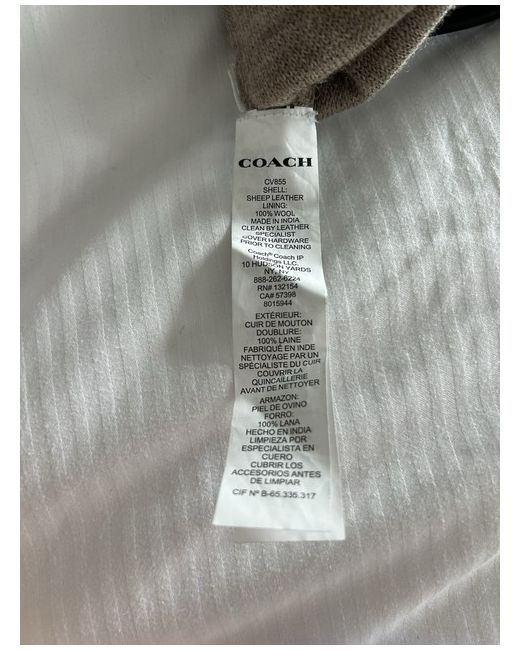 COACH
CV855
SHELL:
SHEEP LEATHER
LINING:
100% WOOL
MADE IN INDIA
CLEAN BY LEATHER
SPECIALIST
COVER HARDWARE
PRIOR TO CLEANING
Coach® Coach IP
Holdings LLC.
10 HUDSON YARDS
NY, NY
888-262-6224
RN# 132154
CA# 57398
8015944
EXTÉRIEUR:
CUIR DE MOUTON
DOUBLURE:
100% LAINE
FABRIQUÉ EN INDE
NETTOYAGE PAR UN
SPÉCIALISTE DU CUIR
COUVRIR LA
QUINCAILLERIE
AVANT DE NETTOYER
ARMAZON:
PIEL DE OVINO
FORRO:
100% LANA
HECHO EN INDIA
LIMPIEZA POR
ESPECIALISTA EN
CUERO
CUBRIR LOS
ACCESORIOS ANTES
DE LIMPIAR
CIF Nº B-65.335.317